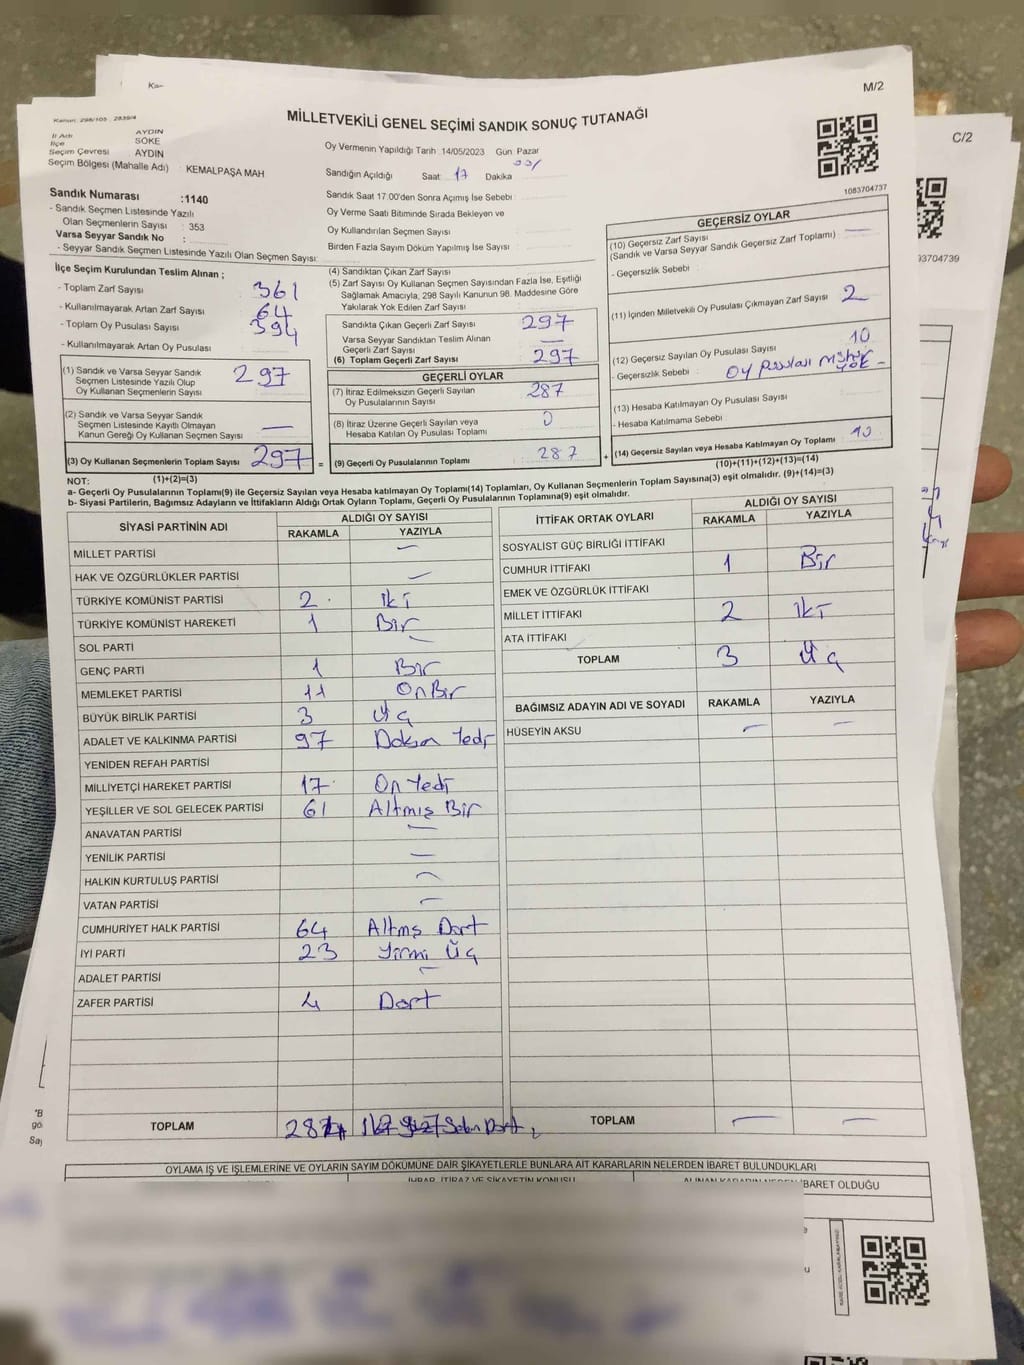 Ka-
M/2
C/2
Kanun: 298/105 , 2839/4
MİLLETVEKİLİ GENEL SEÇİMİ SANDIK SONUÇ TUTANAĞI
İl Adı AYDIN
İlçe SÖKE
Seçim Çevresi : AYDIN
Seçim Bölgesi (Mahalle Adı) : KEMALPAŞA MAH
Sandık Numarası :1140
- Sandık Seçmen Listesinde Yazılı
Olan Seçmenlerin Sayısı : 353
Varsa Seyyar Sandık No :
- Seyyar Sandık Seçmen Listesinde Yazılı Olan Seçmen Sayısı:
Oy Vermenin Yapıldığı Tarih 14/05/2023 Gün Pazar
Sandığın Açıldığı Saat 17 Dakika
Sandık Saat 17:00'den Sonra Açımış İse Sebebi :
Oy Verme Saati Bitiminde Sırada Bekleyen ve
Oy Kullandırılan Seçmen Sayısı
Birden Fazla Sayım Döküm Yapılmış İse Sayısı :
1083704737
93704739
İlçe Seçim Kurulundan Teslim Alınan ;
- Toplam Zarf Sayısı 361
- Kullanılmayarak Artan Zarf Sayısı 64
- Toplam Oy Pusulası Sayısı 394
- Kullanılmayarak Artan Oy Pusulası
(1) Sandık ve Varsa Seyyar Sandık
Seçmen Listesinde Yazılı Olup
Oy Kullanan Seçmenlerin Sayısı 297
(2) Sandık ve Varsa Seyyar Sandık
Seçmen Listesinde Kayıtlı Olmayan
Kanun Gereği Oy Kullanan Seçmen Sayısı —
(3) Oy Kullanan Seçmenlerin Toplam Sayısı 297 =
(1)+(2)=(3)
(4) Sandıktan Çıkan Zarf Sayısı
(5) Zarf Sayısı Oy Kullanan Seçmen Sayısından Fazla İse, Eşitliği
Sağlamak Amacıyla, 298 Sayılı Kanunun 98. Maddesine Göre
Yakılarak Yok Edilen Zarf Sayısı :
Sandıkta Çıkan Geçerli Zarf Sayısı 297
Varsa Seyyar Sandıktan Teslim Alınan
Geçerli Zarf Sayısı —
(6) Toplam Geçerli Zarf Sayısı 297
GEÇERLİ OYLAR
(7) İtiraz Edilmeksizin Geçerli Sayılan
Oy Pusulalarının Sayısı 287
(8) İtiraz Üzerine Geçerli Sayılan veya
Hesaba Katılan Oy Pusulası Toplamı 0
(9) Geçerli Oy Pusulalarının Toplamı 287 +
GEÇERSİZ OYLAR
(10) Geçersiz Zarf Sayısı —
(Sandık ve Varsa Seyyar Sandık Geçersiz Zarf Toplamı)
- Geçersizlik Sebebi :
(11) İçinden Milletvekili Oy Pusulası Çıkmayan Zarf Sayısı 2
(12) Geçersiz Sayılan Oy Pusulası Sayısı 10
- Geçersizlik Sebebi : Oy pusulası mühür yok -
(13) Hesaba Katılmayan Oy Pusulası Sayısı
- Hesaba Katılmama Sebebi :
(14) Geçersiz Sayılan veya Hesaba Katılmayan Oy Toplamı 10
(10)+(11)+(12)+(13)=(14)
NOT:
a- Geçerli Oy Pusulalarının Toplamı(9) ile Geçersiz Sayılan veya Hesaba katılmayan Oy Toplamı(14) Toplamları, Oy Kullanan Seçmenlerin Toplam Sayısına(3) eşit olmalıdır. (9)+(14)=(3)
b- Siyasi Partilerin, Bağımsız Adayların ve İttifakların Aldığı Oyların Toplamı, Geçerli Oy Pusulalarının Toplamına(9) eşit olmalıdır.
SİYASİ PARTİNİN ADI ALDIĞI OY SAYISI
RAKAMLA YAZIYLA
MİLLET PARTİSİ —
HAK VE ÖZGÜRLÜKLER PARTİSİ —
TÜRKİYE KOMÜNİST PARTİSİ 2 iki
TÜRKİYE KOMÜNİST HAREKETİ 1 Bir
SOL PARTİ —
GENÇ PARTİ 1 Bir
MEMLEKET PARTİSİ 11 OnBir
BÜYÜK BİRLİK PARTİSİ 3 Üç
ADALET VE KALKINMA PARTİSİ 97 Doksan Yedi
YENİDEN REFAH PARTİSİ
MİLLİYETÇİ HAREKET PARTİSİ 17 On Yedi
YEŞİLLER VE SOL GELECEK PARTİSİ 61 Altmış Bir
ANAVATAN PARTİSİ —
YENİLİK PARTİSİ —
HALKIN KURTULUŞ PARTİSİ —
VATAN PARTİSİ —
CUMHURİYET HALK PARTİSİ 64 Altmış Dört
İYİ PARTİ 23 Yirmi Üç
ADALET PARTİSİ —
ZAFER PARTİSİ 4 Dört
TOPLAM
İTTİFAK ORTAK OYLARI ALDIĞI OY SAYISI
RAKAMLA YAZIYLA
SOSYALİST GÜÇ BİRLİĞİ İTTİFAKI
CUMHUR İTTİFAKI 1 Bir
EMEK VE ÖZGÜRLÜK İTTİFAKI
MİLLET İTTİFAKI 2 iki
ATA İTTİFAKI
TOPLAM 3 Üç
BAĞIMSIZ ADAYIN ADI VE SOYADI RAKAMLA YAZIYLA
HÜSEYİN AKSU — —
TOPLAM — —
OYLAMA İŞ VE İŞLEMLERİNE VE OYLARIN SAYIM DÖKÜMÜNE DAİR ŞİKAYETLERLE BUNLARA AİT KARARLARIN NELERDEN İBARET BULUNDUKLARI
İHBAR, İTİRAZ VE ŞİKAYETİN KONUSU
ALINAN KARARIN NEDEN İBARET OLDUĞU